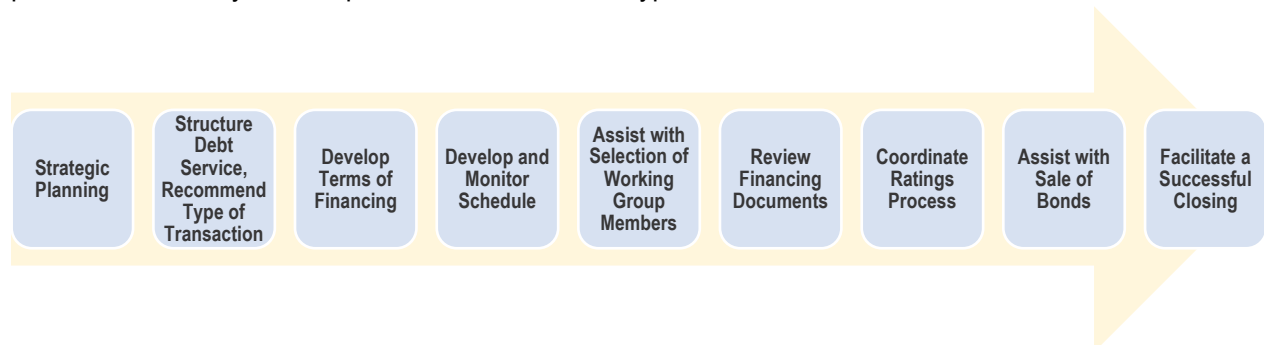 Strategic
Planning
Structure
Debt
Service,
Recommend
Type of
Transaction
Develop
Terms of
Financing
Develop and
Monitor
Schedule
Assist with
Selection of
Working
Group
Members
Review
Financing
Documents
Coordinate
Ratings
Process
Assist with
Sale of
Bonds
Facilitate a
Successful
Closing